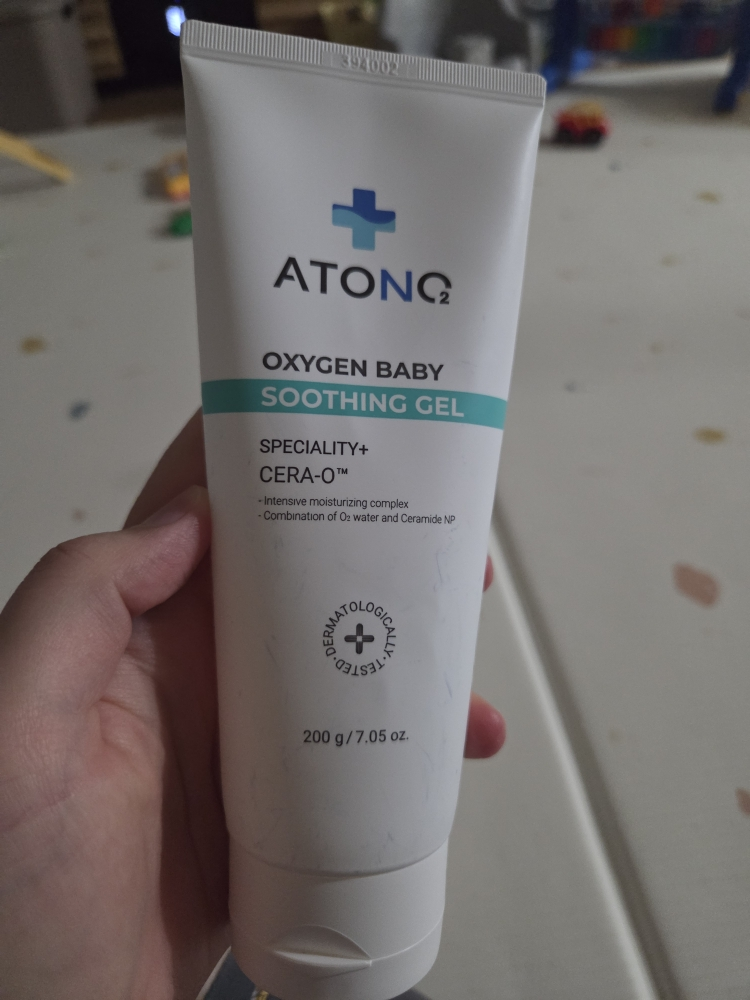 394002
ATONO2
OXYGEN BABY
SOOTHING GEL
SPECIALITY+
CERA-O™
- Intensive moisturizing complex
- Combination of O₂ water and Ceramide NP
DERMATOLOGICALLY·TESTED·
200 g/7.05 oz.